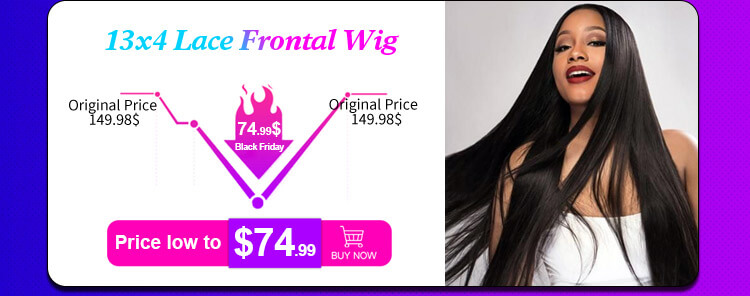 13x4 Lace Frontal Wig
Original Price
149.98$
74.99$
Black Friday
Original Price
149.98$
Price low to
$74.99
BUY NOW